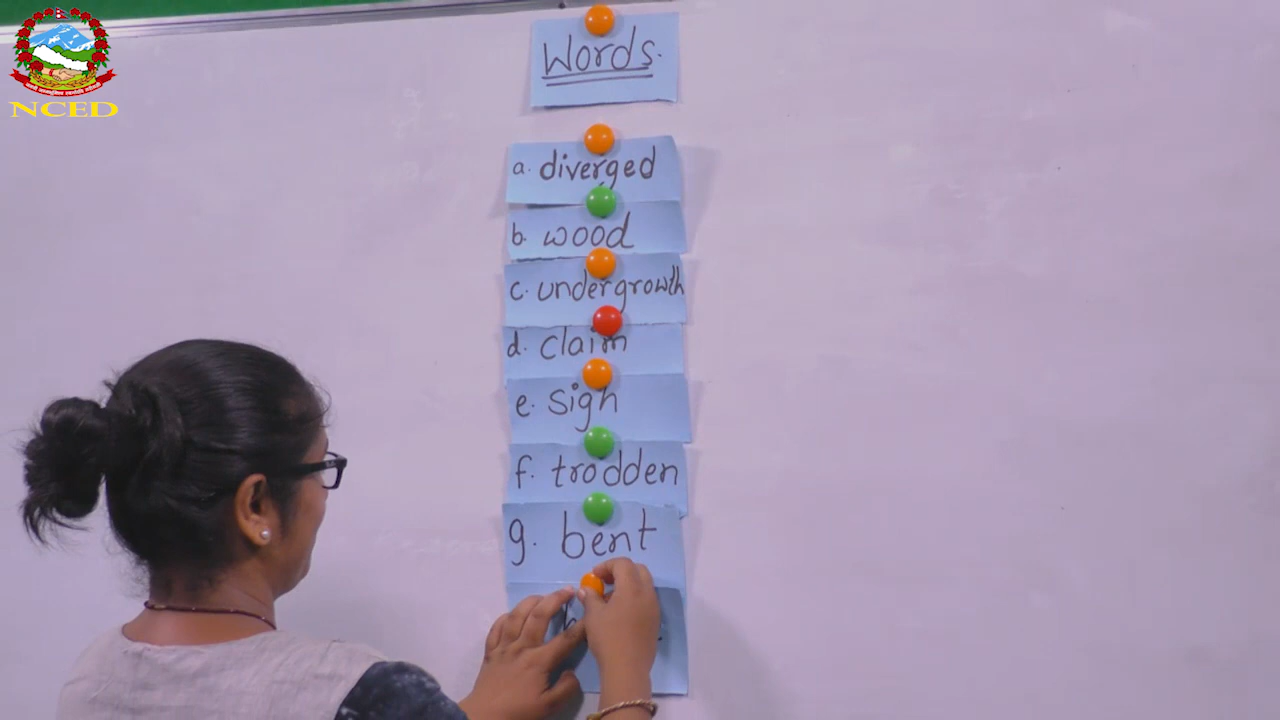 NCED
Words.
a. diverged
b. wood
c. undergrowth
d. claim
e. sigh
f. trodden
g. bent